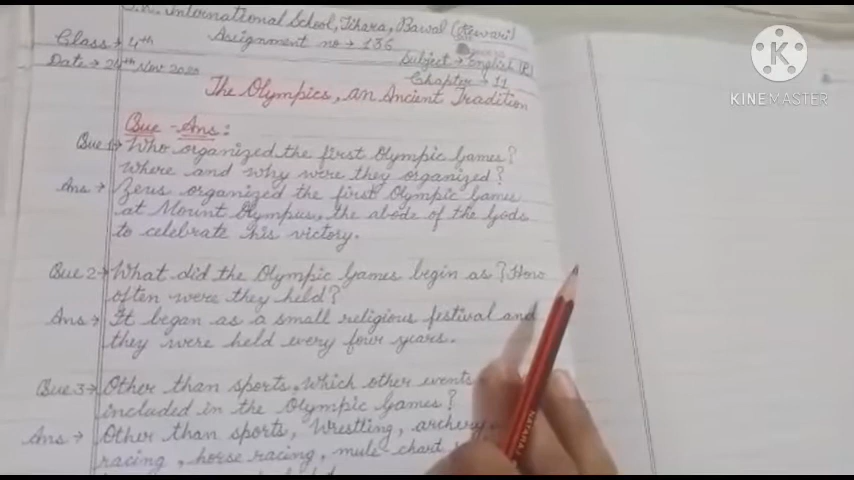 International School, Tihara, Bawal (Rewari)
Assignment no → 136
Class → 4th
Subject → English (R)
Date → 24th Nov 2020
Chapter → 11
The Olympics, an Ancient Tradition
Que-Ans:
Que 1→ Who organized the first Olympic Games?
Where and why were they organized?
Ans → Zeus organized the first Olympic Games
at Mount Olympus, the abode of the Gods
to celebrate his victory.
Que 2→ What did the Olympic Games begin as? How
often were they held?
Ans → It began as a small religious festival and
they were held every four years.
Que 3→ Other than sports, which other events
included in the Olympic Games?
Ans → Other than sports, Wrestling, archery
racing, horse racing, mule-chart
KINEMASTER
NATARAJ